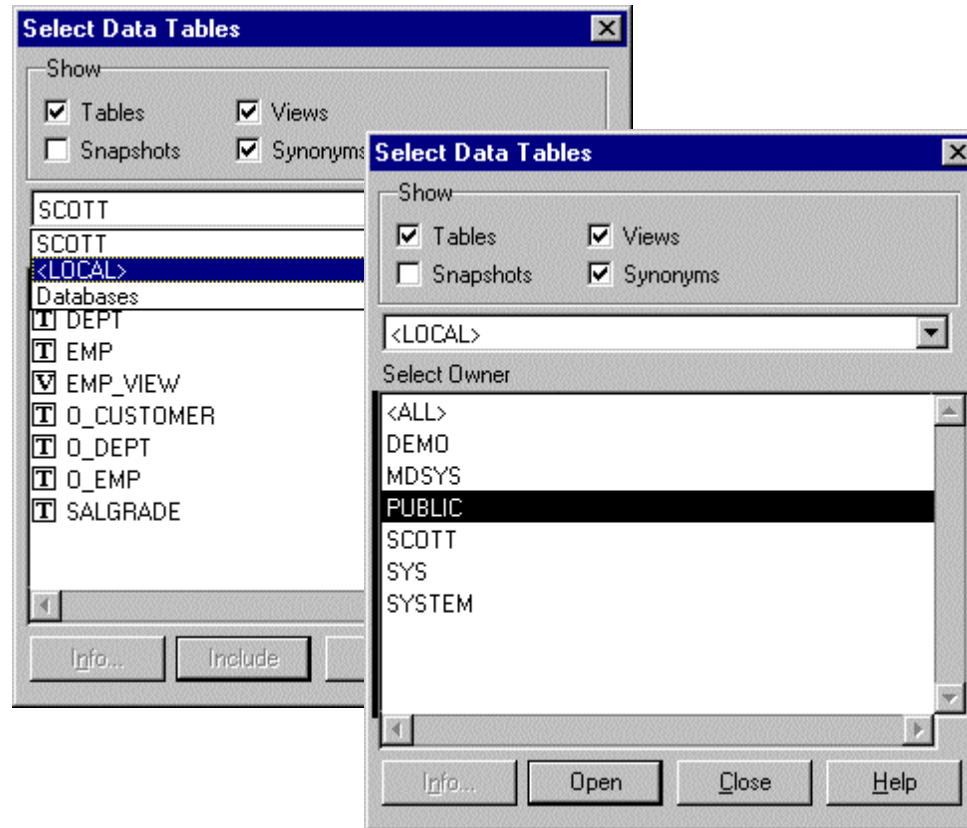 Select Data Tables
Show
Tables Views
Snapshots Synonyms
SCOTT
SCOTT
<LOCAL>
Databases
T DEPT
T EMP
V EMP_VIEW
T O_CUSTOMER
T O_DEPT
T O_EMP
T SALGRADE
Info... Include
Select Data Tables
Show
Tables Views
Snapshots Synonyms
<LOCAL>
Select Owner
<ALL>
DEMO
MDSYS
PUBLIC
SCOTT
SYS
SYSTEM
Info... Open Close Help